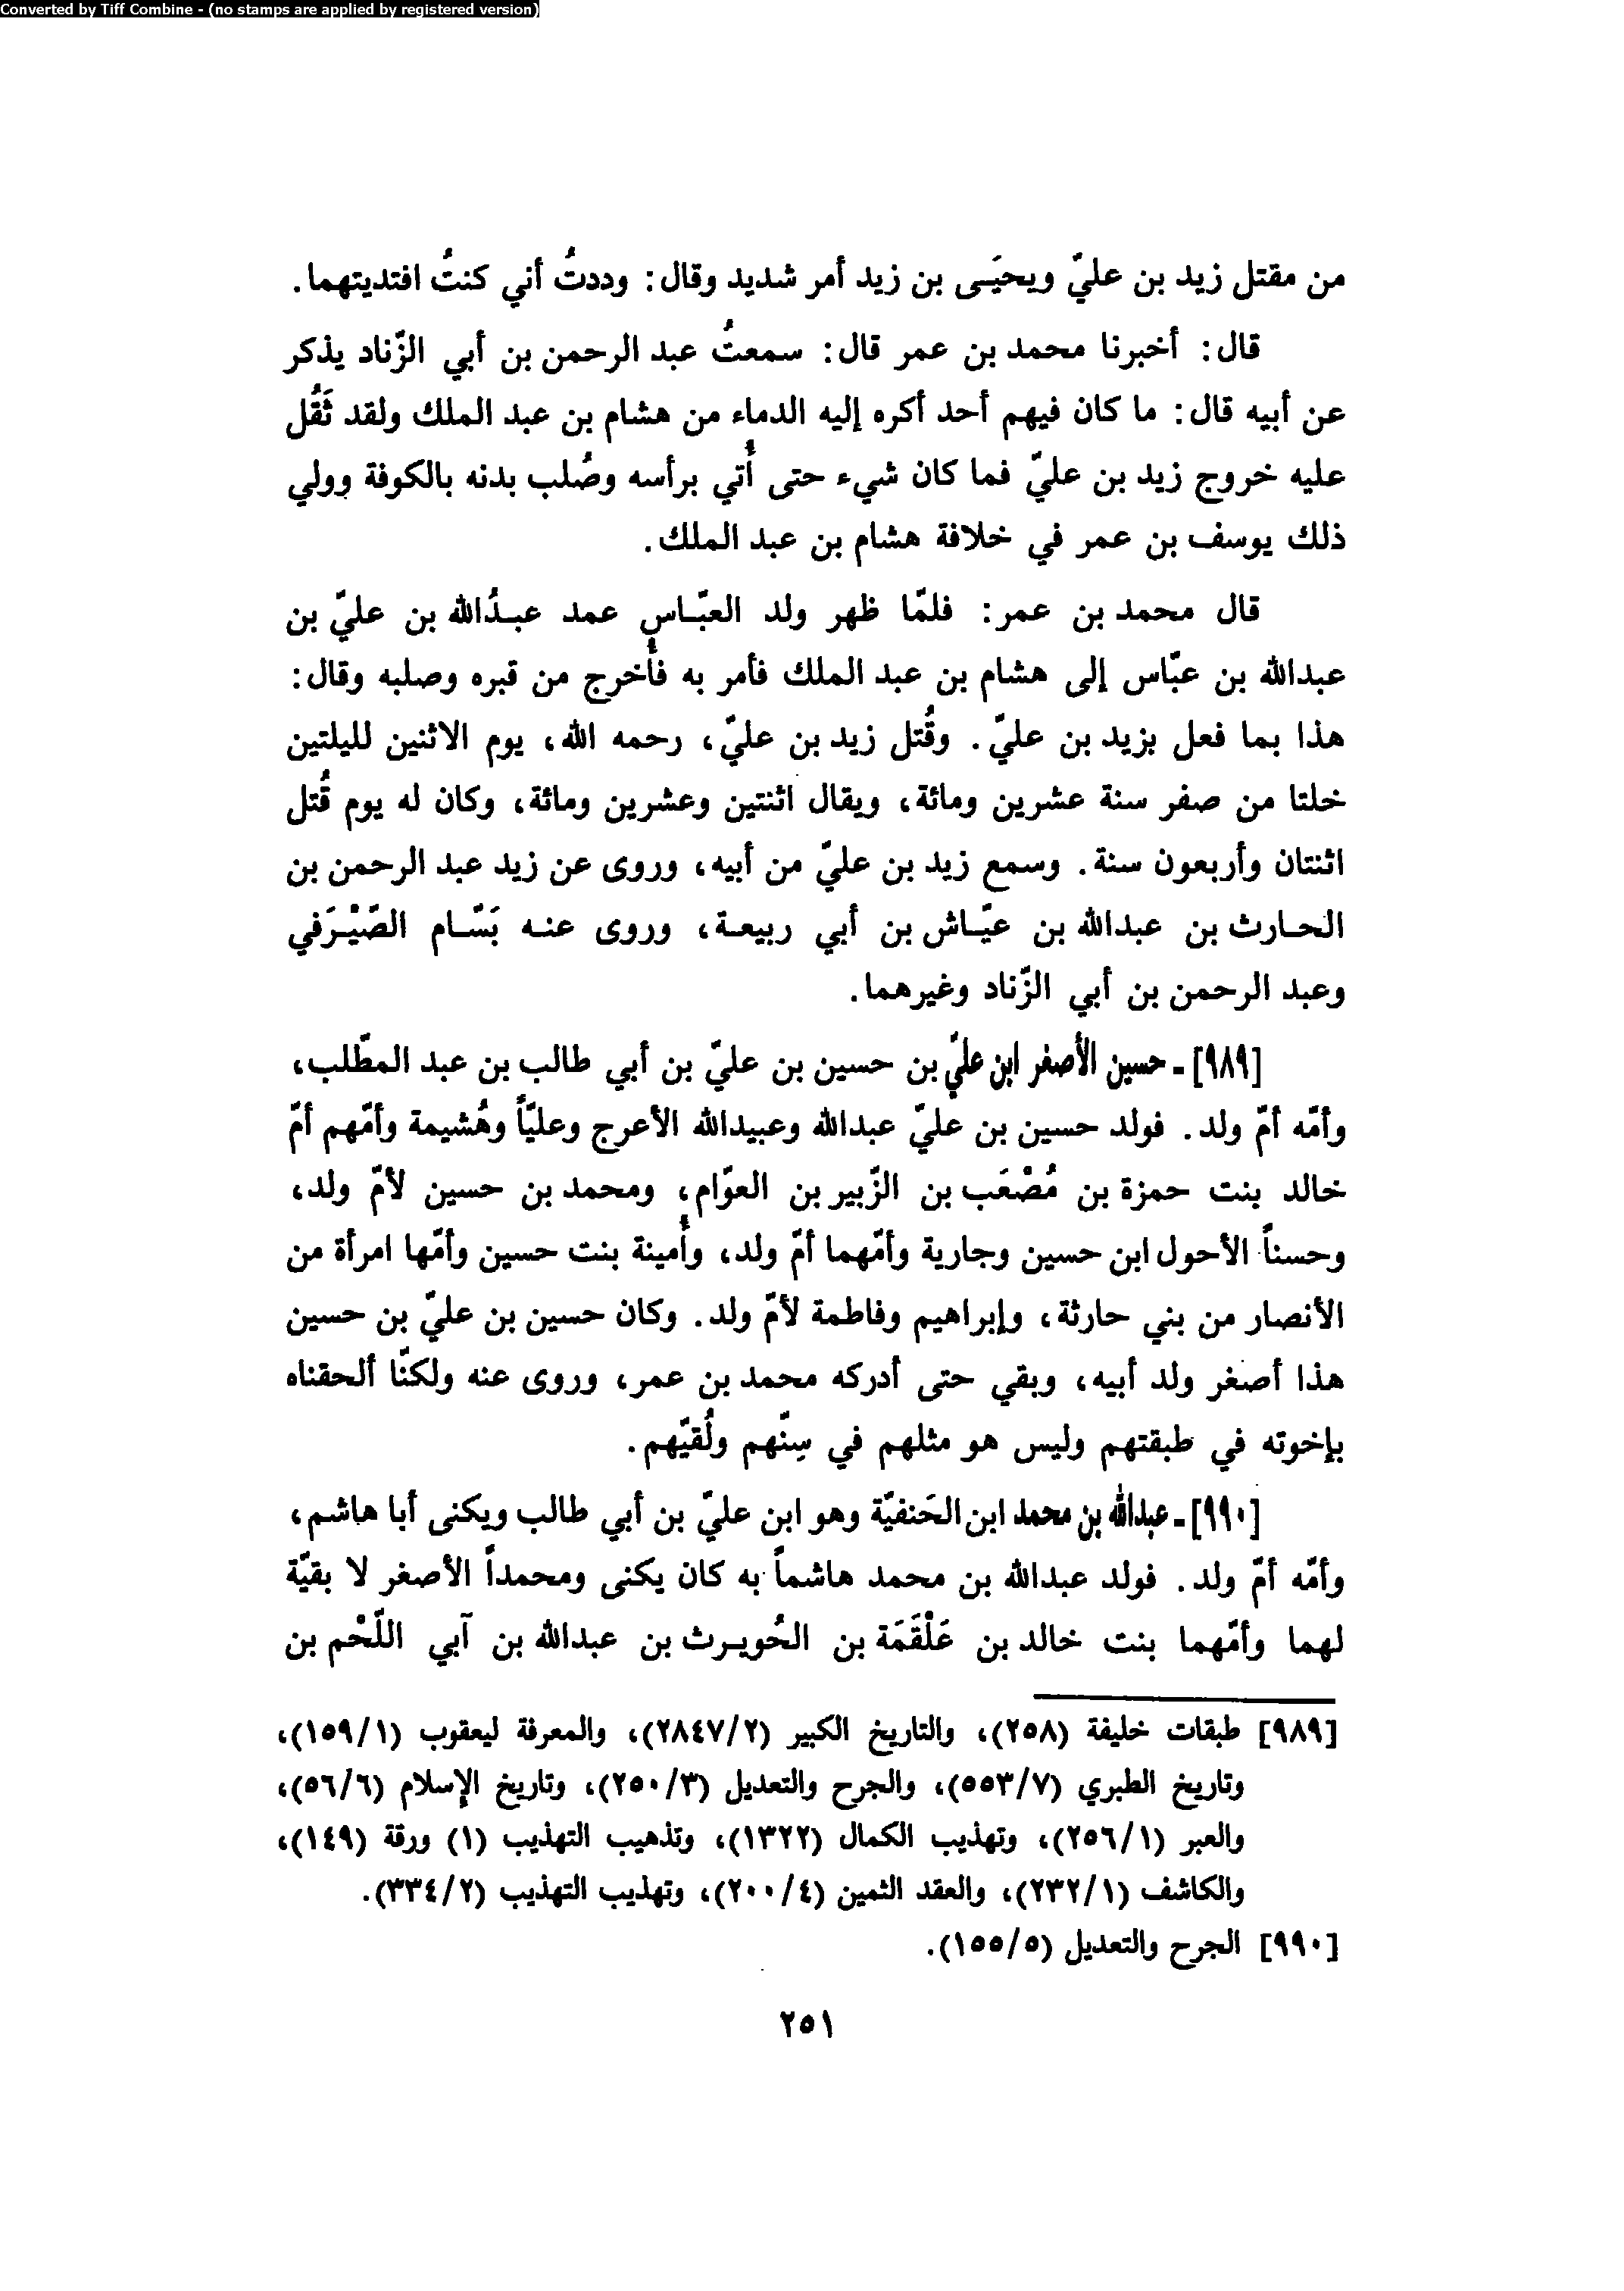 Converted by Tiff Combine - (no stamps are applied by registered version)
من مقتل زيد بن عليّ ويحيَى بن زيد أمر شديد وقال: وددتُ أني كنتُ افتديتهما.
قال: أخبرنا محمد بن عمر قال: سمعتُ عبد الرحمن بن أبي الزّناد يذكر
عن أبيه قال: ما كان فيهم أحد أكره إليه الدماء من هشام بن عبد الملك ولقد ثَقُل
عليه خروج زيد بن عليّ فما كان شيء حتى أُتي برأسه وصُلب بدنه بالكوفة وولي
ذلك يوسف بن عمر في خلافة هشام بن عبد الملك.
قال محمد بن عمر: فلمّا ظهر ولد العبّاس عمد عبدُالله بن عليّ بن
عبدالله بن عبّاس إلى هشام بن عبد الملك فأمر به فأُخرج من قبره وصلبه وقال:
هذا بما فعل بزيد بن عليّ. وقُتل زيد بن عليّ، رحمه الله، يوم الاثنين لليلتين
خلتا من صفر سنة عشرين ومائة، ويقال اثنتين وعشرين ومائة، وكان له يوم قُتل
اثنتان وأربعون سنة. وسمع زيد بن عليّ من أبيه، وروى عن زيد عبد الرحمن بن
الحارث بن عبدالله بن عيّاش بن أبي ربيعة، وروى عنه بَسّام الصّيْرَفي
وعبد الرحمن بن أبي الزّناد وغيرهما.
[٩٨٩] - حسين الأصغر ابن عليّ بن حسين بن عليّ بن أبي طالب بن عبد المطّلب،
وأمّه أمّ ولد. فولد حسين بن عليّ عبدالله وعبيدالله الأعرج وعليّاً وهُشيمة وأمّهم أمّ
خالد بنت حمزة بن مُصْعَب بن الزّبير بن العوّام، ومحمد بن حسين لأمّ ولد،
وحسناً الأحول ابن حسين وجارية وأمّهما أمّ ولد، وأُمينة بنت حسين وأمّها امرأة من
الأنصار من بني حارثة، وإبراهيم وفاطمة لأمّ ولد. وكان حسين بن عليّ بن حسين
هذا أصغر ولد أبيه، وبقي حتى أدركه محمد بن عمر، وروى عنه ولكنّا ألحقناه
بإخوته في طبقتهم وليس هو مثلهم في سِنّهم ولُقيّهم.
[٩٩٠] - عبدالله بن محمد ابن الحَنفيّة وهو ابن عليّ بن أبي طالب ويكنى أبا هاشم،
وأمّه أمّ ولد. فولد عبدالله بن محمد هاشماً به كان يكنى ومحمداً الأصغر لا بقيّة
لهما وأمّهما بنت خالد بن عَلْقَمَة بن الحُويرث بن عبدالله بن آبي اللّحْم بن
[٩٨٩] طبقات خليفة (٢٥٨)، والتاريخ الكبير (٢/‏٢٨٤٧)، والمعرفة ليعقوب (١/‏١٥٩)،
وتاريخ الطبري (٧/‏٥٥٣)، والجرح والتعديل (٣/‏٢٥٠)، وتاريخ الإسلام (٦/‏٥٦)،
والعبر (١/‏٢٥٦)، وتهذيب الكمال (١٣٢٢)، وتذهيب التهذيب (١) ورقة (١٤٩)،
والكاشف (١/‏٢٣٢)، والعقد الثمين (٤/‏٢٠٠)، وتهذيب التهذيب (٢/‏٣٣٤).
[٩٩٠] الجرح والتعديل (٥/‏١٥٥).
٢٥١